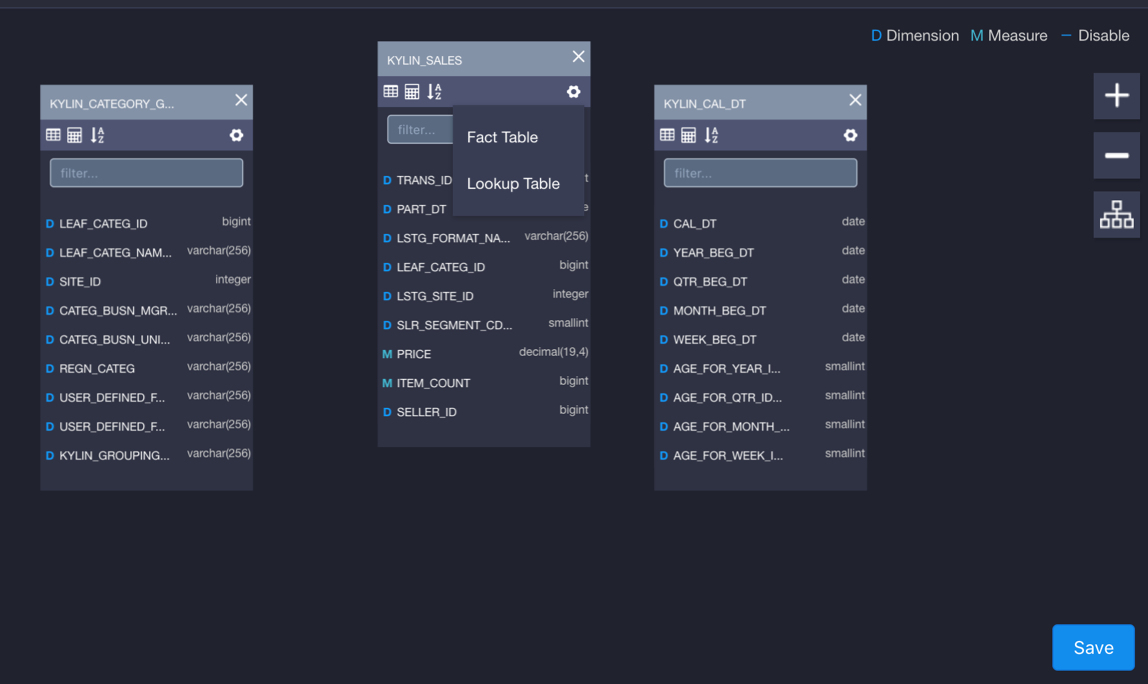 D Dimension M Measure – Disable
KYLIN_CATEGORY_G...
filter...
D LEAF_CATEG_ID bigint
D LEAF_CATEG_NAM... varchar(256)
D SITE_ID integer
D CATEG_BUSN_MGR... varchar(256)
D CATEG_BUSN_UNI... varchar(256)
D REGN_CATEG varchar(256)
D USER_DEFINED_F... varchar(256)
D USER_DEFINED_F... varchar(256)
D KYLIN_GROUPING... varchar(256)
KYLIN_SALES
filter...
Fact Table
Lookup Table
D TRANS_ID t
D PART_DT e
D LSTG_FORMAT_NA... varchar(256)
D LEAF_CATEG_ID bigint
D LSTG_SITE_ID integer
D SLR_SEGMENT_CD... smallint
M PRICE decimal(19,4)
M ITEM_COUNT bigint
D SELLER_ID bigint
KYLIN_CAL_DT
filter...
D CAL_DT date
D YEAR_BEG_DT date
D QTR_BEG_DT date
D MONTH_BEG_DT date
D WEEK_BEG_DT date
D AGE_FOR_YEAR_I... smallint
D AGE_FOR_QTR_ID... smallint
D AGE_FOR_MONTH_... smallint
D AGE_FOR_WEEK_I... smallint
Save